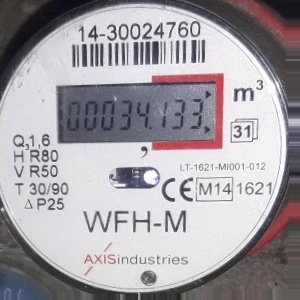 14-30024760
00034,133 m³
Q₃1,6
H R80
V R50
T 30/90
Δ P25
31
LT-1621-MI001-012
CE M14 1621
WFH-M
AXISindustries